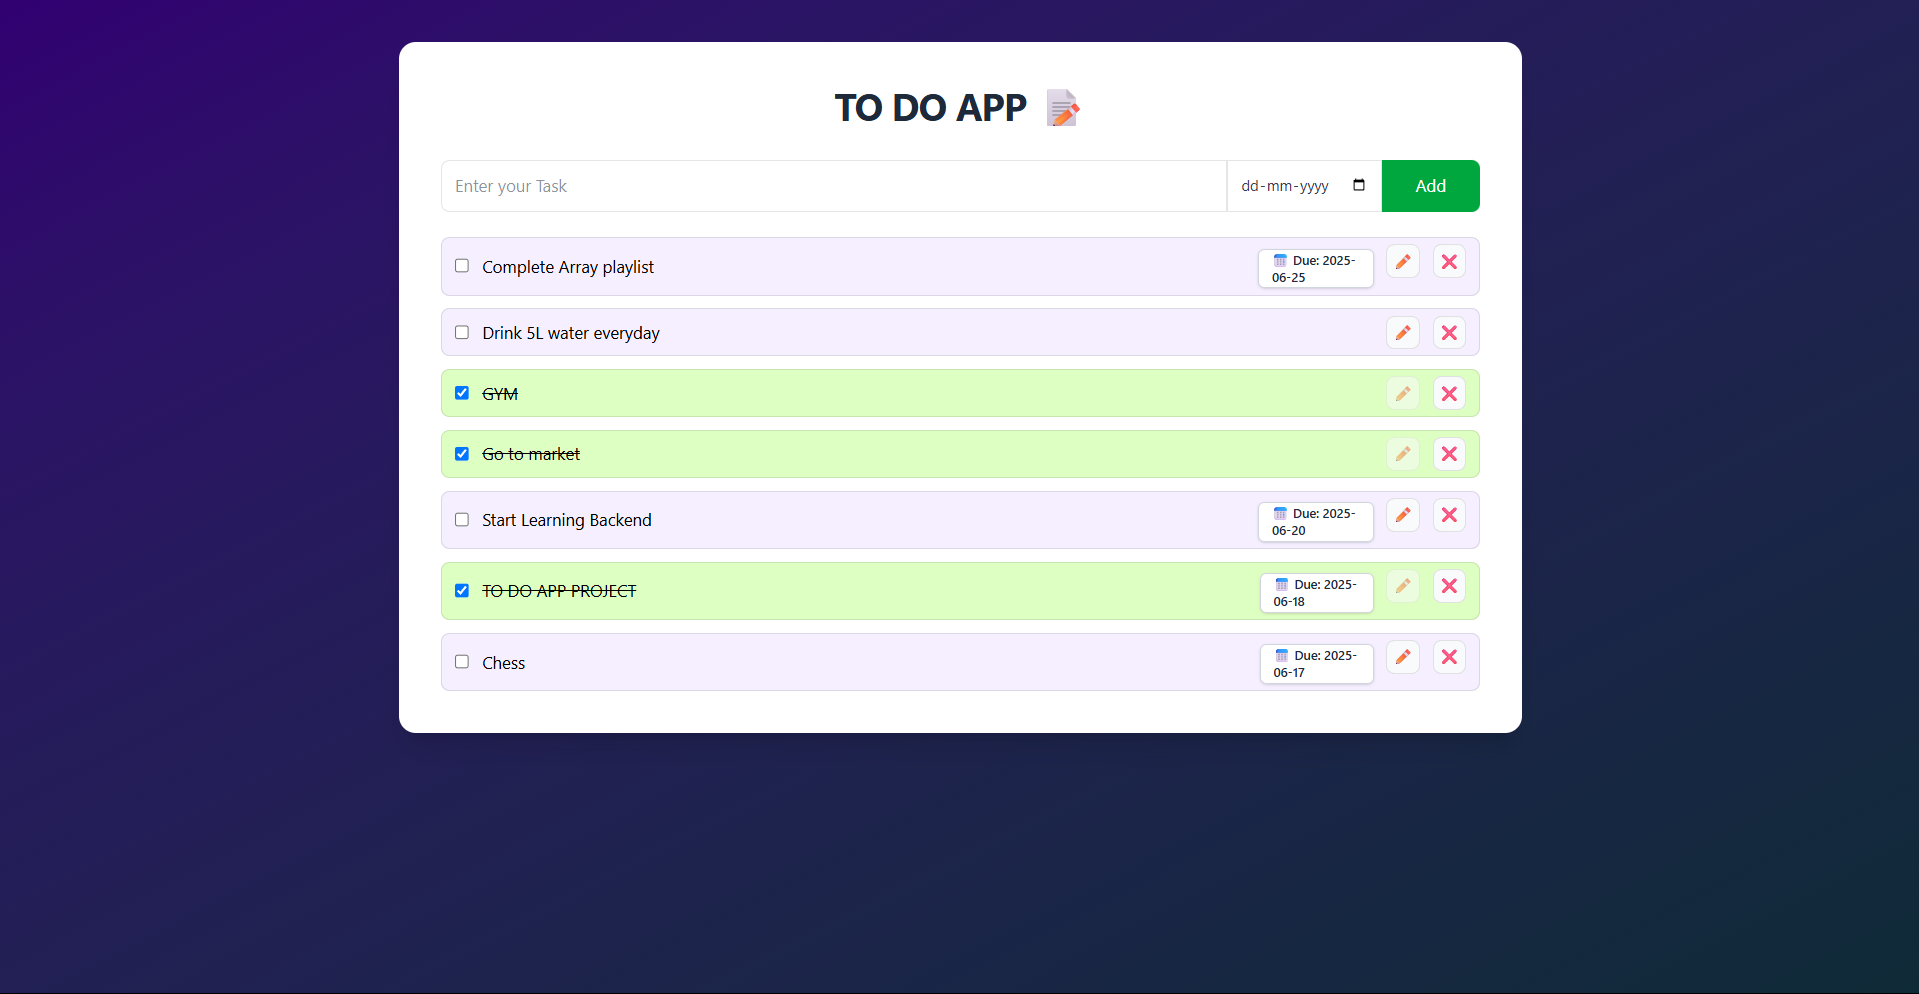 TO DO APP
Enter your Task
dd-mm-yyyy
Add
Complete Array playlist
Due: 2025-
06-25
Drink 5L water everyday
GYM
Go to market
Start Learning Backend
Due: 2025-
06-20
TO DO APP PROJECT
Due: 2025-
06-18
Chess
Due: 2025-
06-17